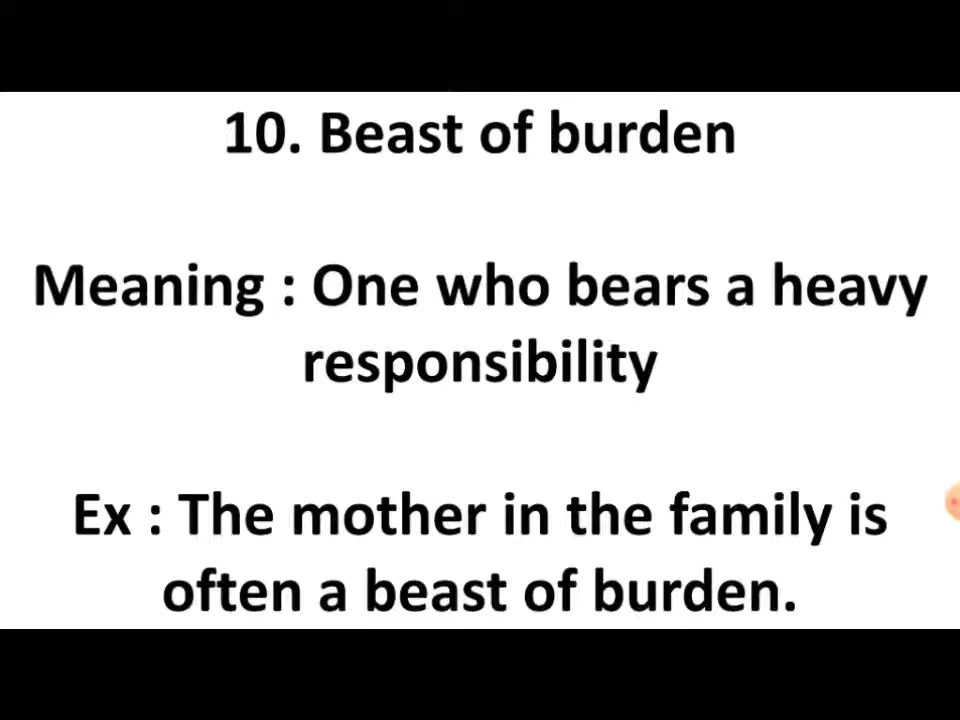 10. Beast of burden
Meaning : One who bears a heavy
responsibility
Ex : The mother in the family is
often a beast of burden.